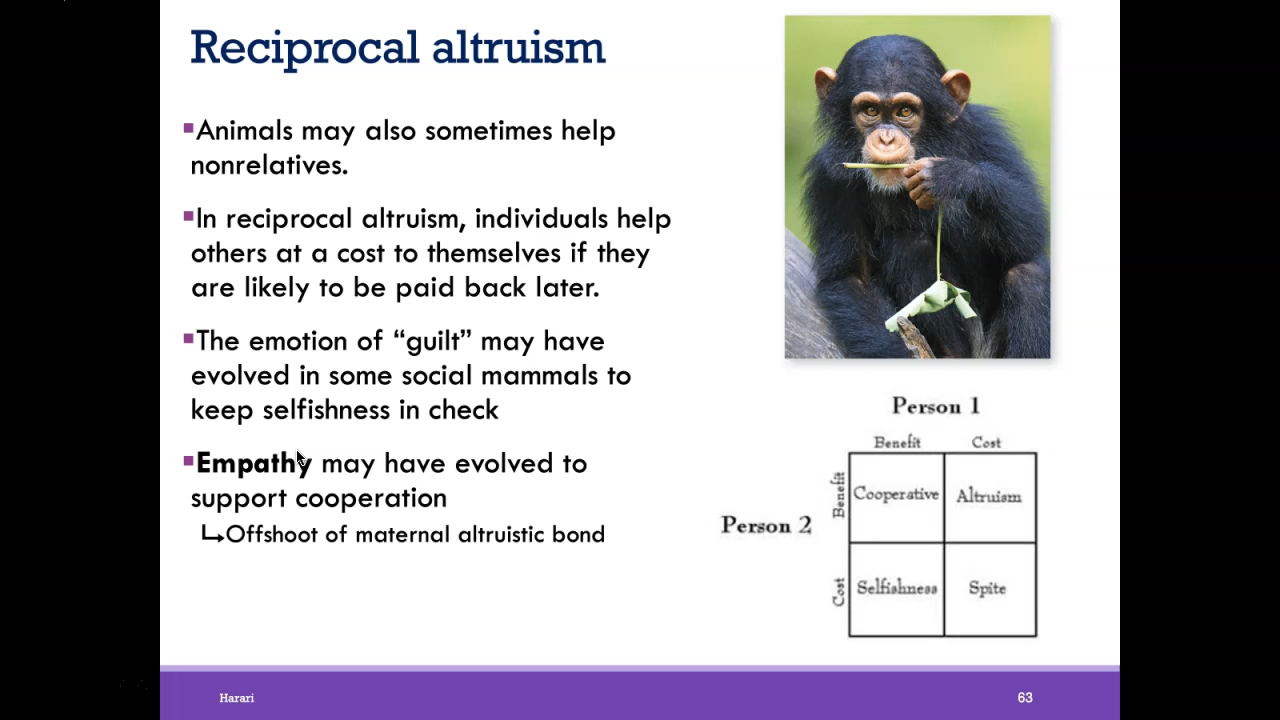 Reciprocal altruism
▪Animals may also sometimes help
nonrelatives.
▪In reciprocal altruism, individuals help
others at a cost to themselves if they
are likely to be paid back later.
▪The emotion of “guilt” may have
evolved in some social mammals to
keep selfishness in check
▪Empathy may have evolved to
support cooperation
↳Offshoot of maternal altruistic bond
Person 1
Benefit Cost
Person 2
Benefit
Cooperative Altruism
Cost
Selfishness Spite
Harari
63